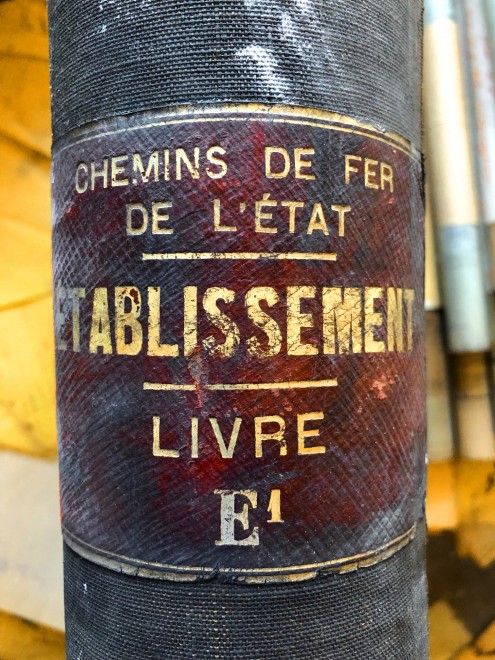 CHEMINS DE FER
DE L'ÉTAT
ETABLISSEMENT
LIVRE
E¹